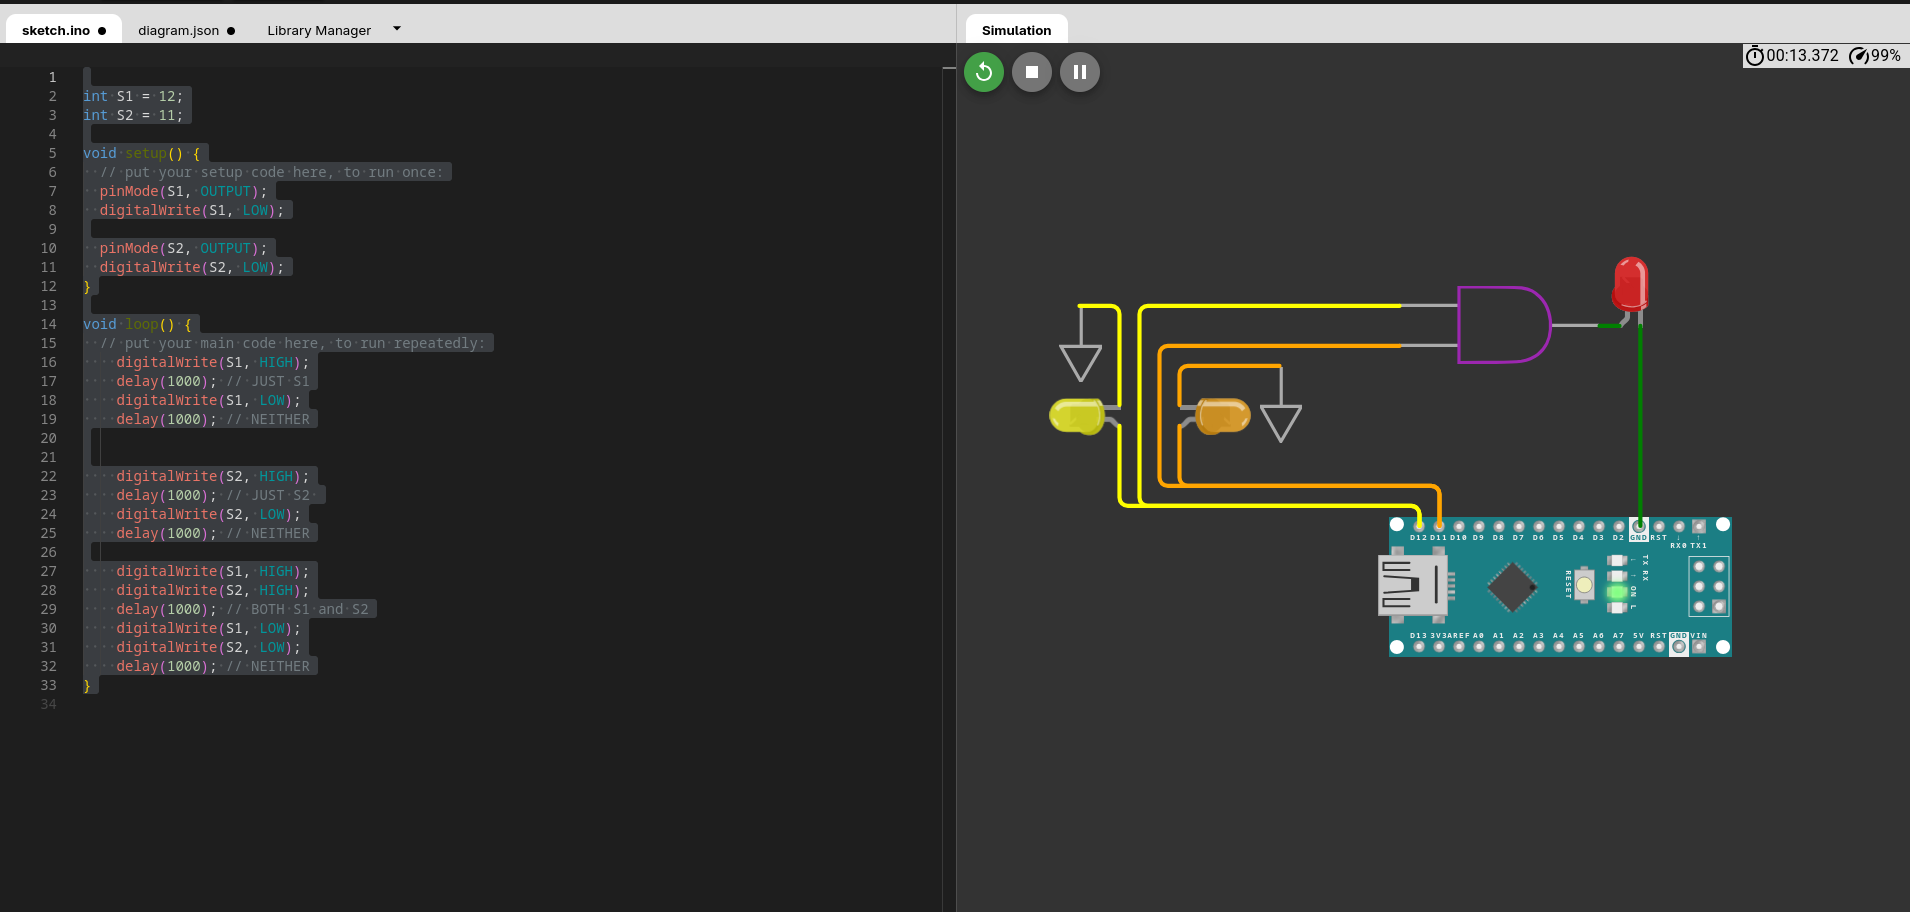 sketch.ino diagram.json Library Manager
Simulation
00:13.372 99%
1
2 int S1 = 12;
3 int S2 = 11;
4
5 void setup() {
6 // put your setup code here, to run once:
7 pinMode(S1, OUTPUT);
8 digitalWrite(S1, LOW);
9
10 pinMode(S2, OUTPUT);
11 digitalWrite(S2, LOW);
12 }
13
14 void loop() {
15 // put your main code here, to run repeatedly:
16 digitalWrite(S1, HIGH);
17 delay(1000); // JUST S1
18 digitalWrite(S1, LOW);
19 delay(1000); // NEITHER
20
21
22 digitalWrite(S2, HIGH);
23 delay(1000); // JUST S2
24 digitalWrite(S2, LOW);
25 delay(1000); // NEITHER
26
27 digitalWrite(S1, HIGH);
28 digitalWrite(S2, HIGH);
29 delay(1000); // BOTH S1 and S2
30 digitalWrite(S1, LOW);
31 digitalWrite(S2, LOW);
32 delay(1000); // NEITHER
33 }
34
D12 D11 D10 D9 D8 D7 D6 D5 D4 D3 D2 GND RST
RX0 TX1
RESET
TX RX
ON L
D13 3V3 AREF A0 A1 A2 A3 A4 A5 A6 A7 5V RST GND VIN